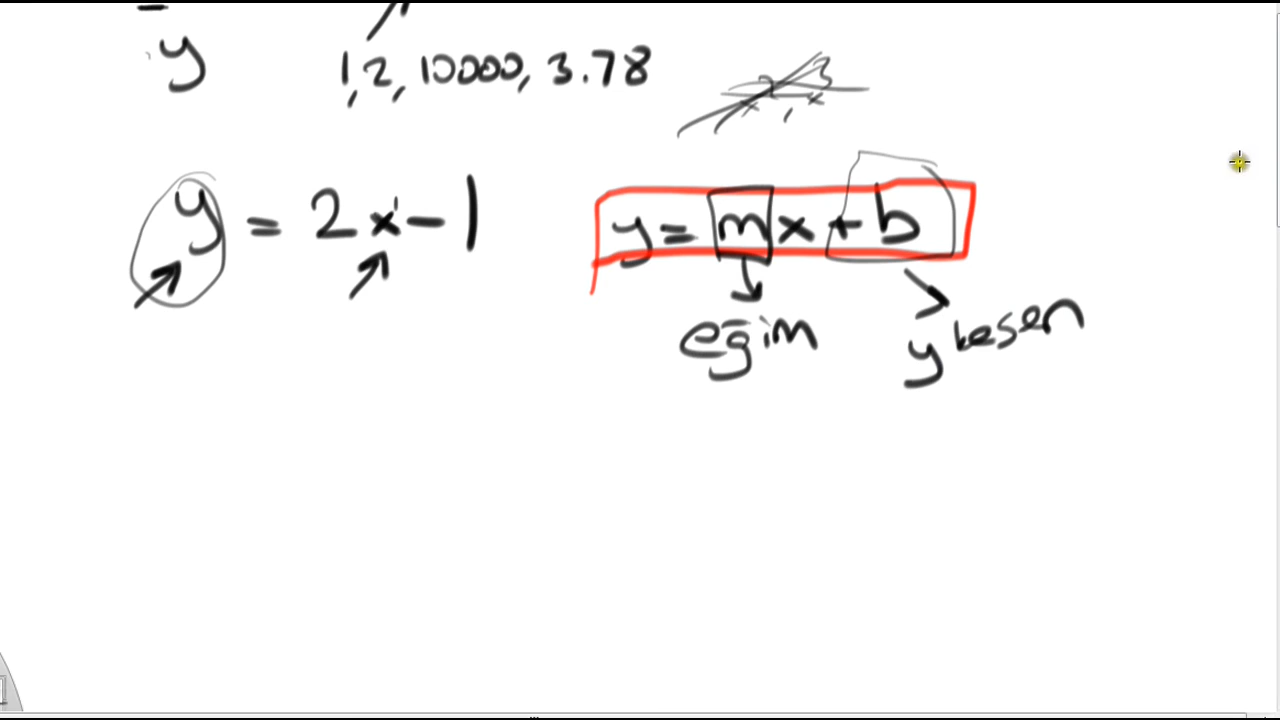 y
1, 2, 10000, 3.78
y = 2x - 1
y = mx + b
eğim
y kesen